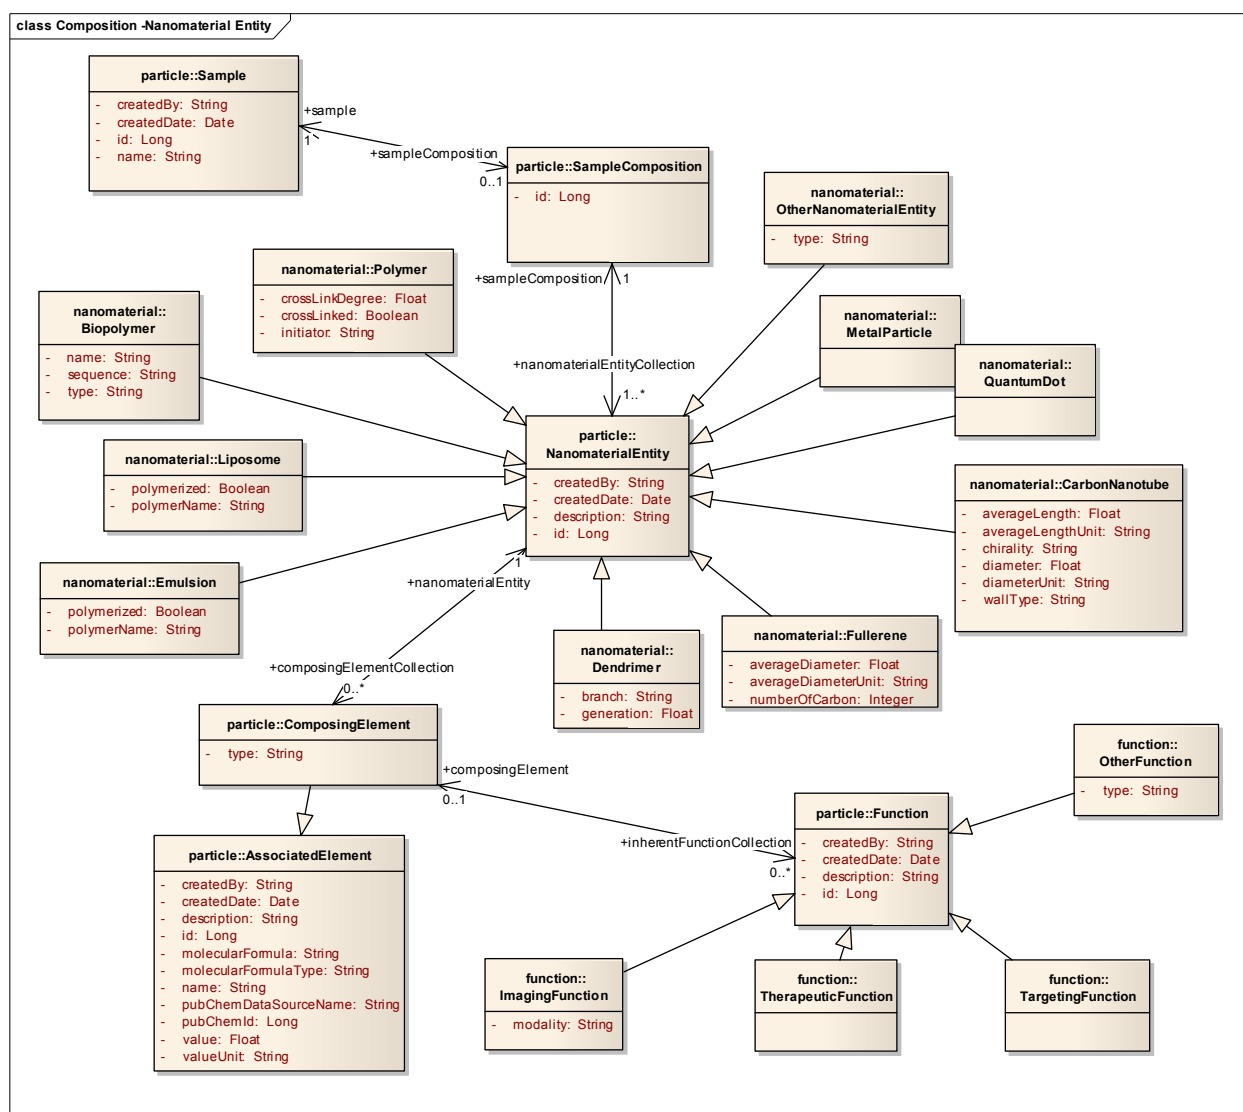 class Composition -Nanomaterial Entity
particle::Sample
- createdBy: String
- createdDate: Date
- id: Long
- name: String
+sample
1
+sampleComposition
0..1
particle::SampleComposition
- id: Long
nanomaterial::
OtherNanomaterialEntity
- type: String
+sampleComposition
1
nanomaterial::Polymer
- crossLinkDegree: Float
- crossLinked: Boolean
- initiator: String
nanomaterial::
Biopolymer
- name: String
- sequence: String
- type: String
nanomaterial::
MetalParticle
nanomaterial::
QuantumDot
+nanomaterialEntityCollection
1..*
particle::
NanomaterialEntity
- createdBy: String
- createdDate: Date
- description: String
- id: Long
nanomaterial::Liposome
- polymerized: Boolean
- polymerName: String
nanomaterial::CarbonNanotube
- averageLength: Float
- averageLengthUnit: String
- chirality: String
- diameter: Float
- diameterUnit: String
- wallType: String
nanomaterial::Emulsion
- polymerized: Boolean
- polymerName: String
1
+nanomaterialEntity
nanomaterial::
Dendrimer
- branch: String
- generation: Float
nanomaterial::Fullerene
- averageDiameter: Float
- averageDiameterUnit: String
- numberOfCarbon: Integer
+composingElementCollection
0..*
particle::ComposingElement
- type: String
+composingElement
0..1
function::
OtherFunction
- type: String
+inherentFunctionCollection
0..*
particle::Function
- createdBy: String
- createdDate: Date
- description: String
- id: Long
particle::AssociatedElement
- createdBy: String
- createdDate: Date
- description: String
- id: Long
- molecularFormula: String
- molecularFormulaType: String
- name: String
- pubChemDataSourceName: String
- pubChemId: Long
- value: Float
- valueUnit: String
function::
ImagingFunction
- modality: String
function::
TherapeuticFunction
function::
TargetingFunction